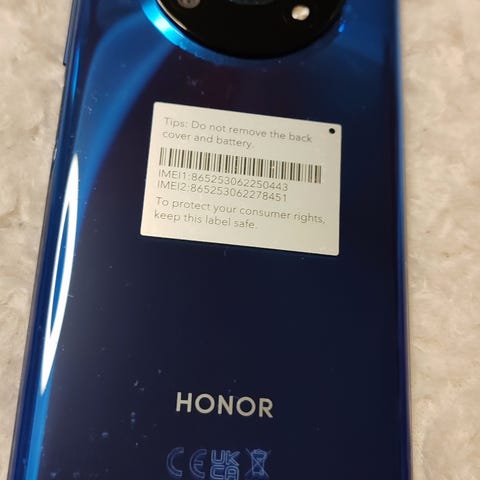 Tips: Do not remove the back
cover and battery.
IMEI1:865253062250443
IMEI2:865253062278451
To protect your consumer rights,
keep this label safe.
HONOR
CE UK CA